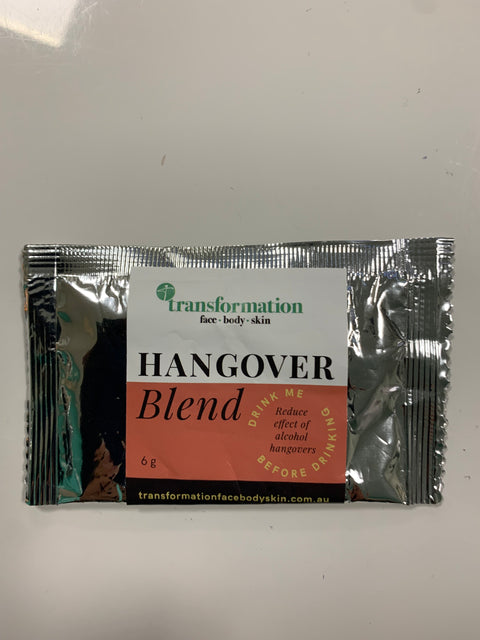 transformation
face - body - skin
HANGOVER
Blend
DRINK ME
BEFORE DRINKING
Reduce
effect of
alcohol
hangovers
6 g
transformationfacebodyskin.com.au